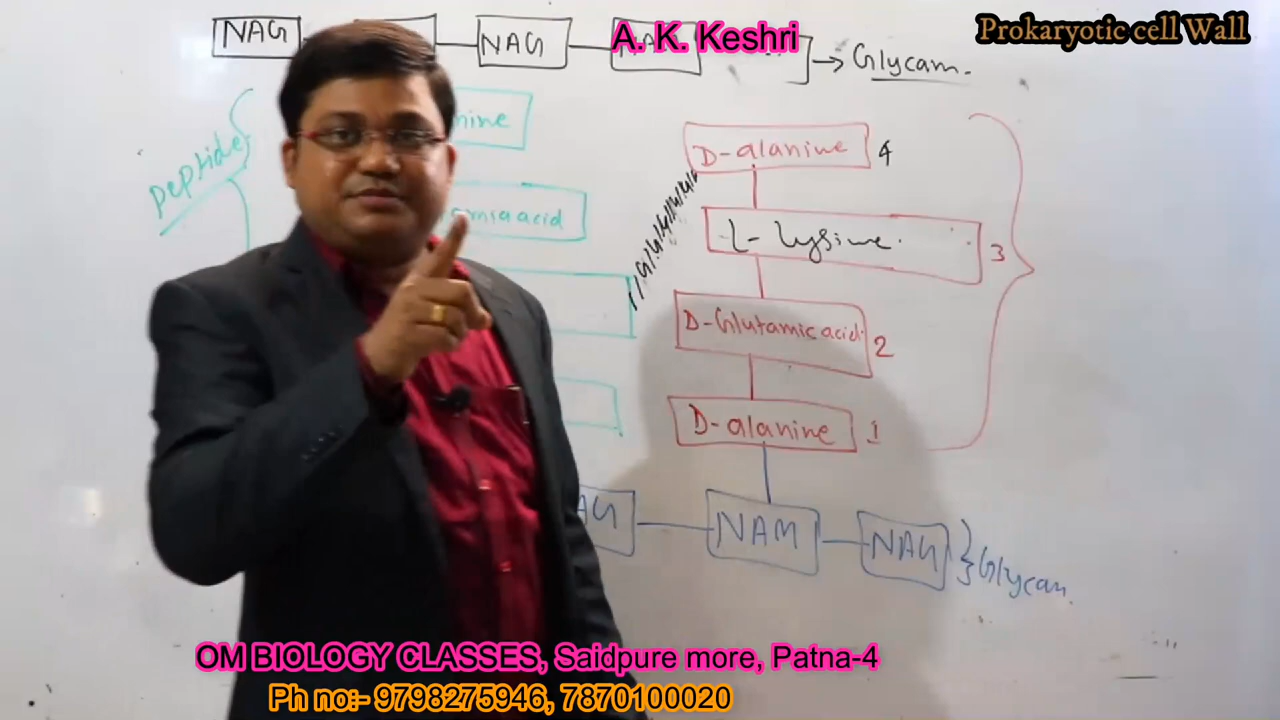 Prokaryotic cell Wall
A. K. Keshri
NAG NAG → Glycam.
peptide
D-alanine 4
L-Lysine. 3
D-Glutamic acid 2
D-alanine 1
NAM NAG Glycam.
OM BIOLOGY CLASSES, Saidpure more, Patna-4
Ph no:- 9798275946, 7870100020